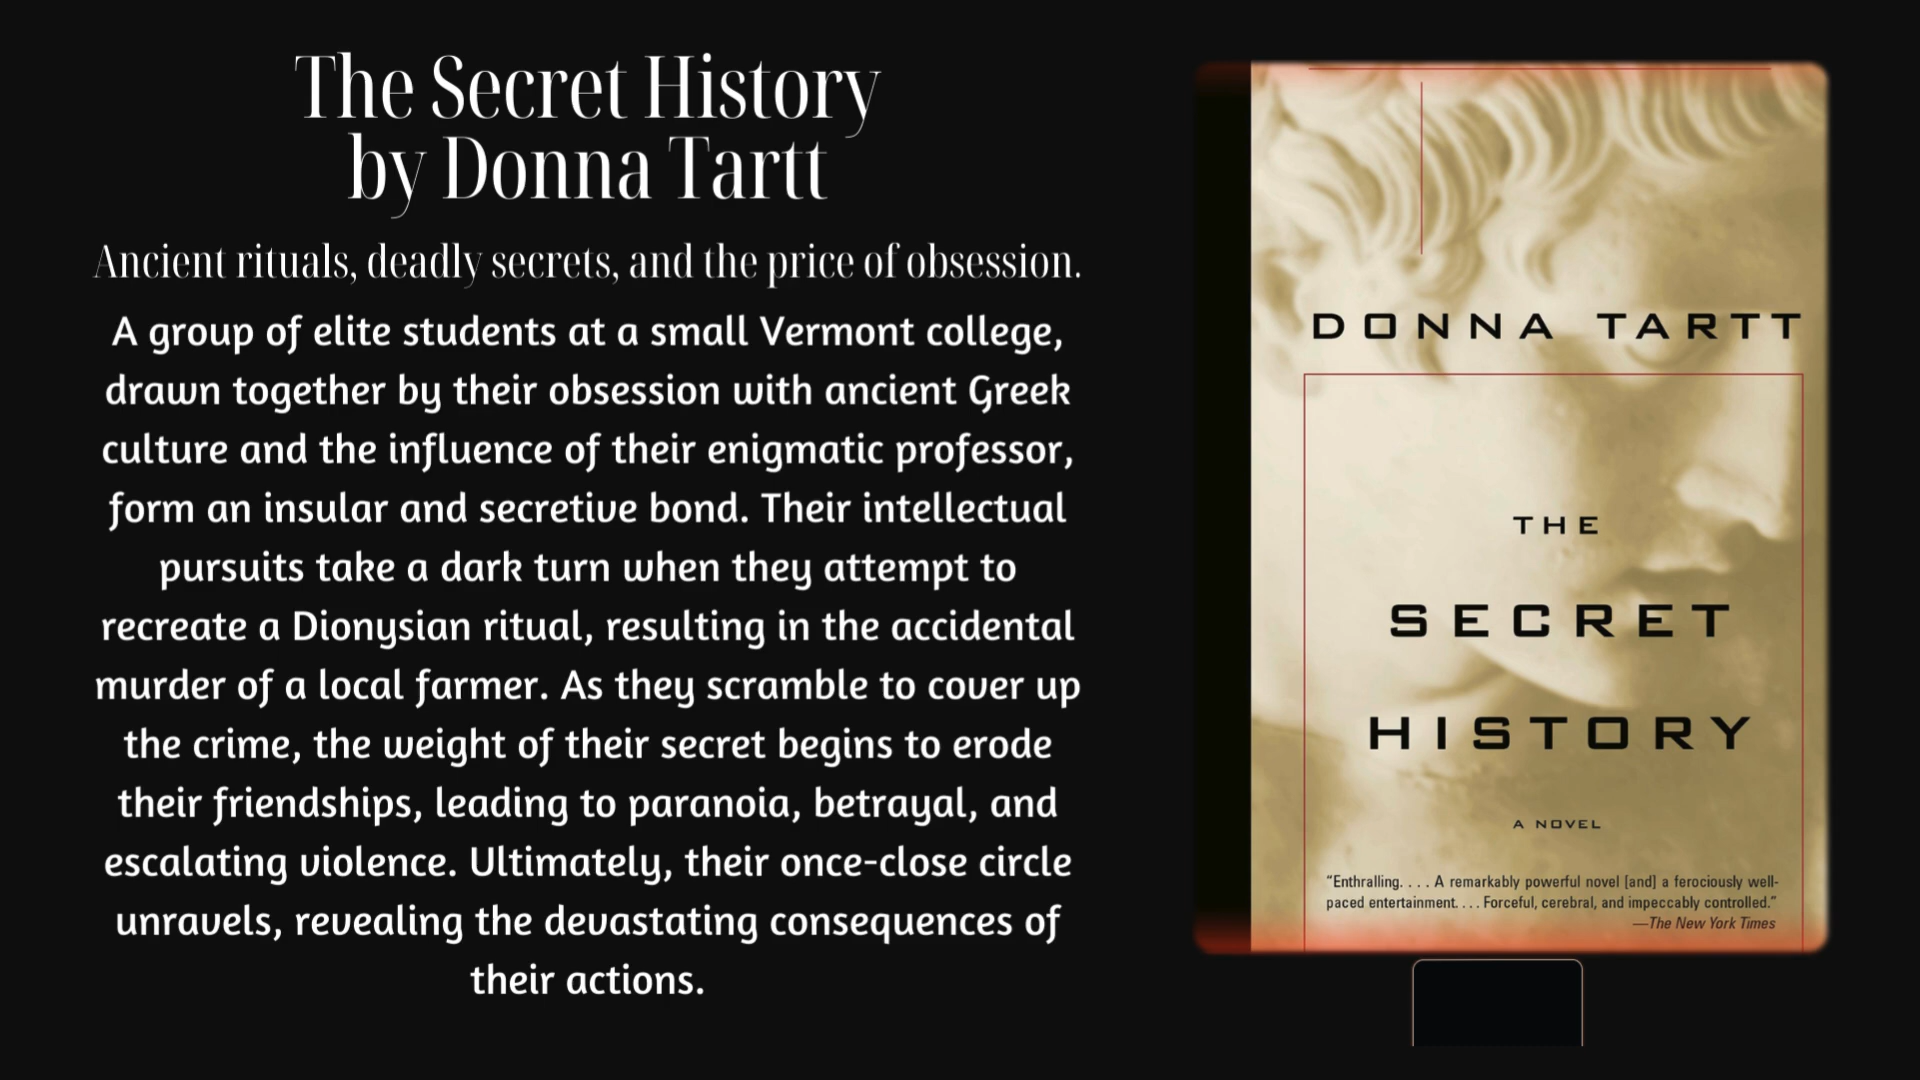 The Secret History
by Donna Tartt
Ancient rituals, deadly secrets, and the price of obsession.
A group of elite students at a small Vermont college,
drawn together by their obsession with ancient Greek
culture and the influence of their enigmatic professor,
form an insular and secretive bond. Their intellectual
pursuits take a dark turn when they attempt to
recreate a Dionysian ritual, resulting in the accidental
murder of a local farmer. As they scramble to cover up
the crime, the weight of their secret begins to erode
their friendships, leading to paranoia, betrayal, and
escalating violence. Ultimately, their once-close circle
unravels, revealing the devastating consequences of
their actions.
DONNA TARTT
THE
SECRET
HISTORY
A NOVEL
“Enthralling. . . . A remarkably powerful novel [and] a ferociously well-
paced entertainment. . . . Forceful, cerebral, and impeccably controlled.”
—The New York Times